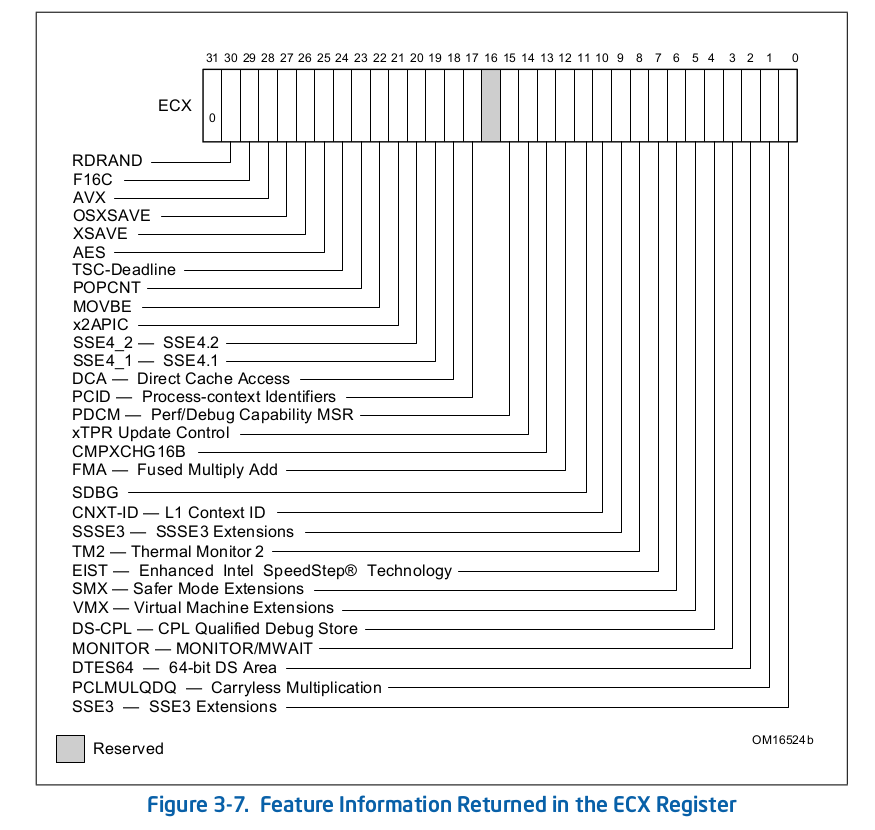 31 30 29 28 27 26 25 24 23 22 21 20 19 18 17 16 15 14 13 12 11 10 9 8 7 6 5 4 3 2 1 0
ECX
0
RDRAND
F16C
AVX
OSXSAVE
XSAVE
AES
TSC-Deadline
POPCNT
MOVBE
x2APIC
SSE4_2 — SSE4.2
SSE4_1 — SSE4.1
DCA — Direct Cache Access
PCID — Process-context Identifiers
PDCM — Perf/Debug Capability MSR
xTPR Update Control
CMPXCHG16B
FMA — Fused Multiply Add
SDBG
CNXT-ID — L1 Context ID
SSSE3 — SSSE3 Extensions
TM2 — Thermal Monitor 2
EIST — Enhanced Intel SpeedStep® Technology
SMX — Safer Mode Extensions
VMX — Virtual Machine Extensions
DS-CPL — CPL Qualified Debug Store
MONITOR — MONITOR/MWAIT
DTES64 — 64-bit DS Area
PCLMULQDQ — Carryless Multiplication
SSE3 — SSE3 Extensions
OM16524b
Reserved
Figure 3-7. Feature Information Returned in the ECX Register